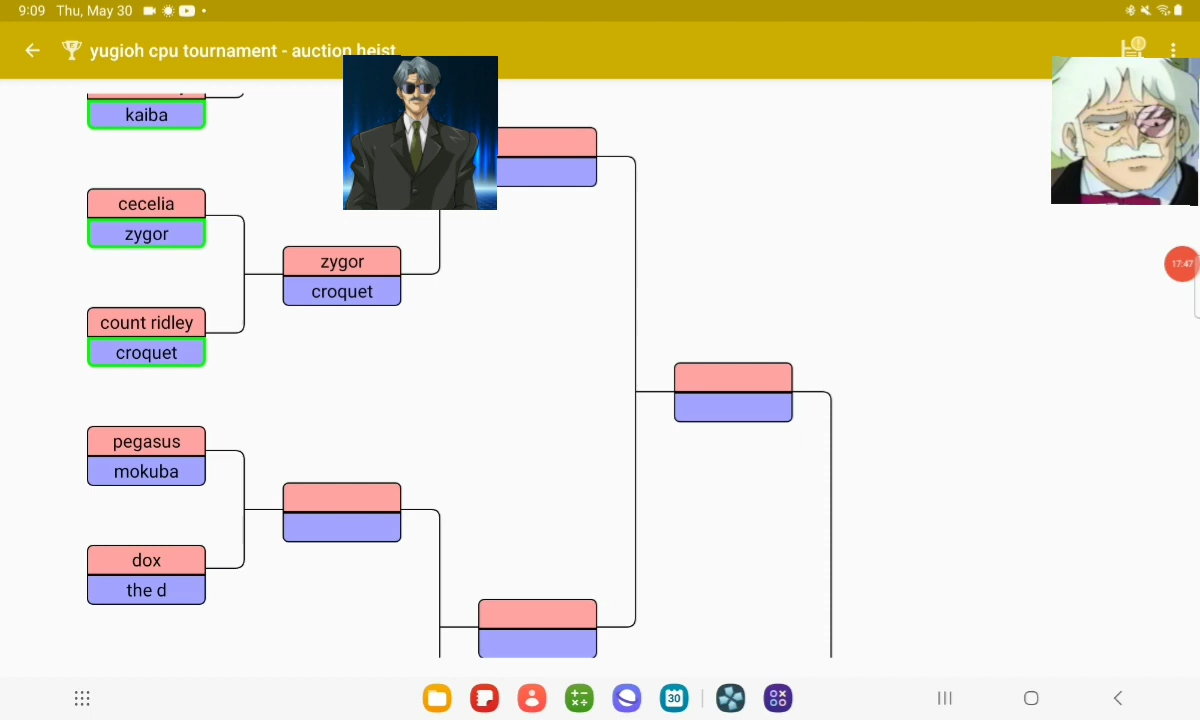 9:09 Thu, May 30
yugioh cpu tournament - auction heist
kaiba
cecelia
zygor
zygor
croquet
count ridley
croquet
17:47
pegasus
mokuba
dox
the d
30